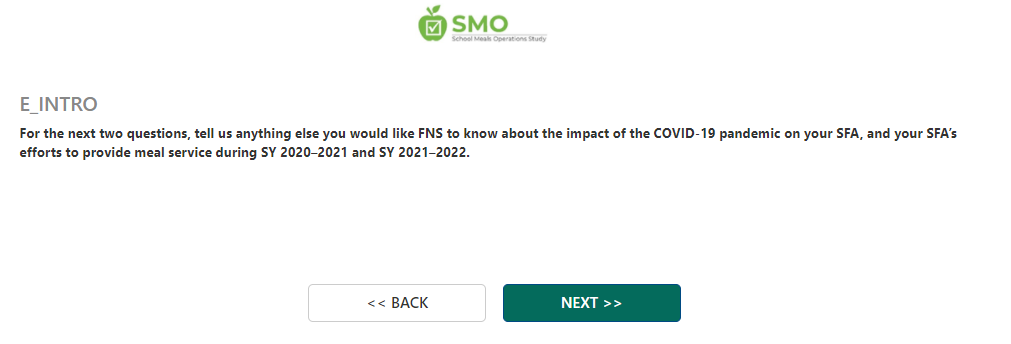 SMO
School Meals Operations Study
E_INTRO
For the next two questions, tell us anything else you would like FNS to know about the impact of the COVID-19 pandemic on your SFA, and your SFA's
efforts to provide meal service during SY 2020–2021 and SY 2021–2022.
<< BACK
NEXT >>